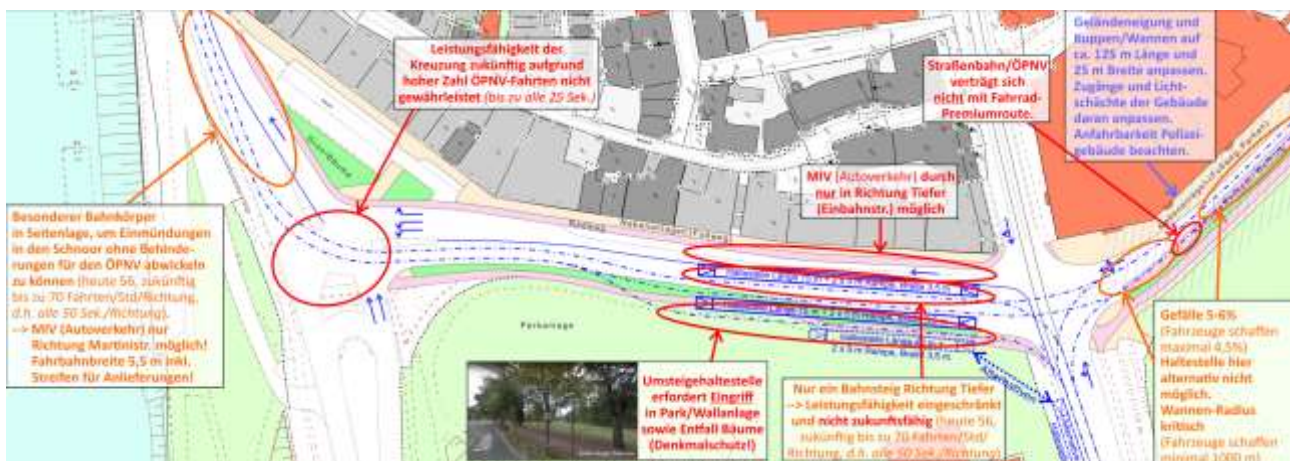 Leistungsfähigkeit der
Kreuzung zukünftig aufgrund
hoher Zahl ÖPNV-Fahrten nicht
gewährleistet (bis zu alle 25 Sek.)
Straßenbahn/ÖPNV
verträgt sich
nicht mit Fahrrad-
Premiumroute.
Geländeneigung und
Kuppen/Wannen auf
ca. 125 m Länge und
25 m Breite anpassen.
Zugänge und Licht-
schächte der Gebäude
daran anpassen.
Anfahrbarkeit Polizei-
gebäude beachten.
MIV (Autoverkehr) durch
nur in Richtung Tiefer
(Einbahnstr.) möglich
Besonderer Bahnkörper
in Seitenlage, um Einmündungen
in den Schnoor ohne Behinde-
rungen für den ÖPNV abwickeln
zu können (heute 56, zukünftig
bis zu 70 Fahrten/Std/Richtung,
d.h. alle 50 Sek./Richtung).
--> MIV (Autoverkehr) nur
Richtung Martinistr. möglich!
Fahrbahnbreite 5,5 m inkl.
Streifen für Anlieferungen!
Radweg
Parkanlage
Umsteigehaltestelle
erfordert Eingriff
in Park/Wallanlage
sowie Entfall Bäume
(Denkmalschutz!)
Nur ein Bahnsteig Richtung Tiefer
--> Leistungsfähigkeit eingeschränkt
und nicht zukunftsfähig (heute 56,
zukünftig bis zu 70 Fahrten/Std/
Richtung, d.h. alle 50 Sek./Richtung)
Gefälle 5-6%
(Fahrzeuge schaffen
maximal 4,5%)
Haltestelle hier
alternativ nicht
möglich.
Wannen-Radius
kritisch
(Fahrzeuge schaffen
minimal 1000 m)